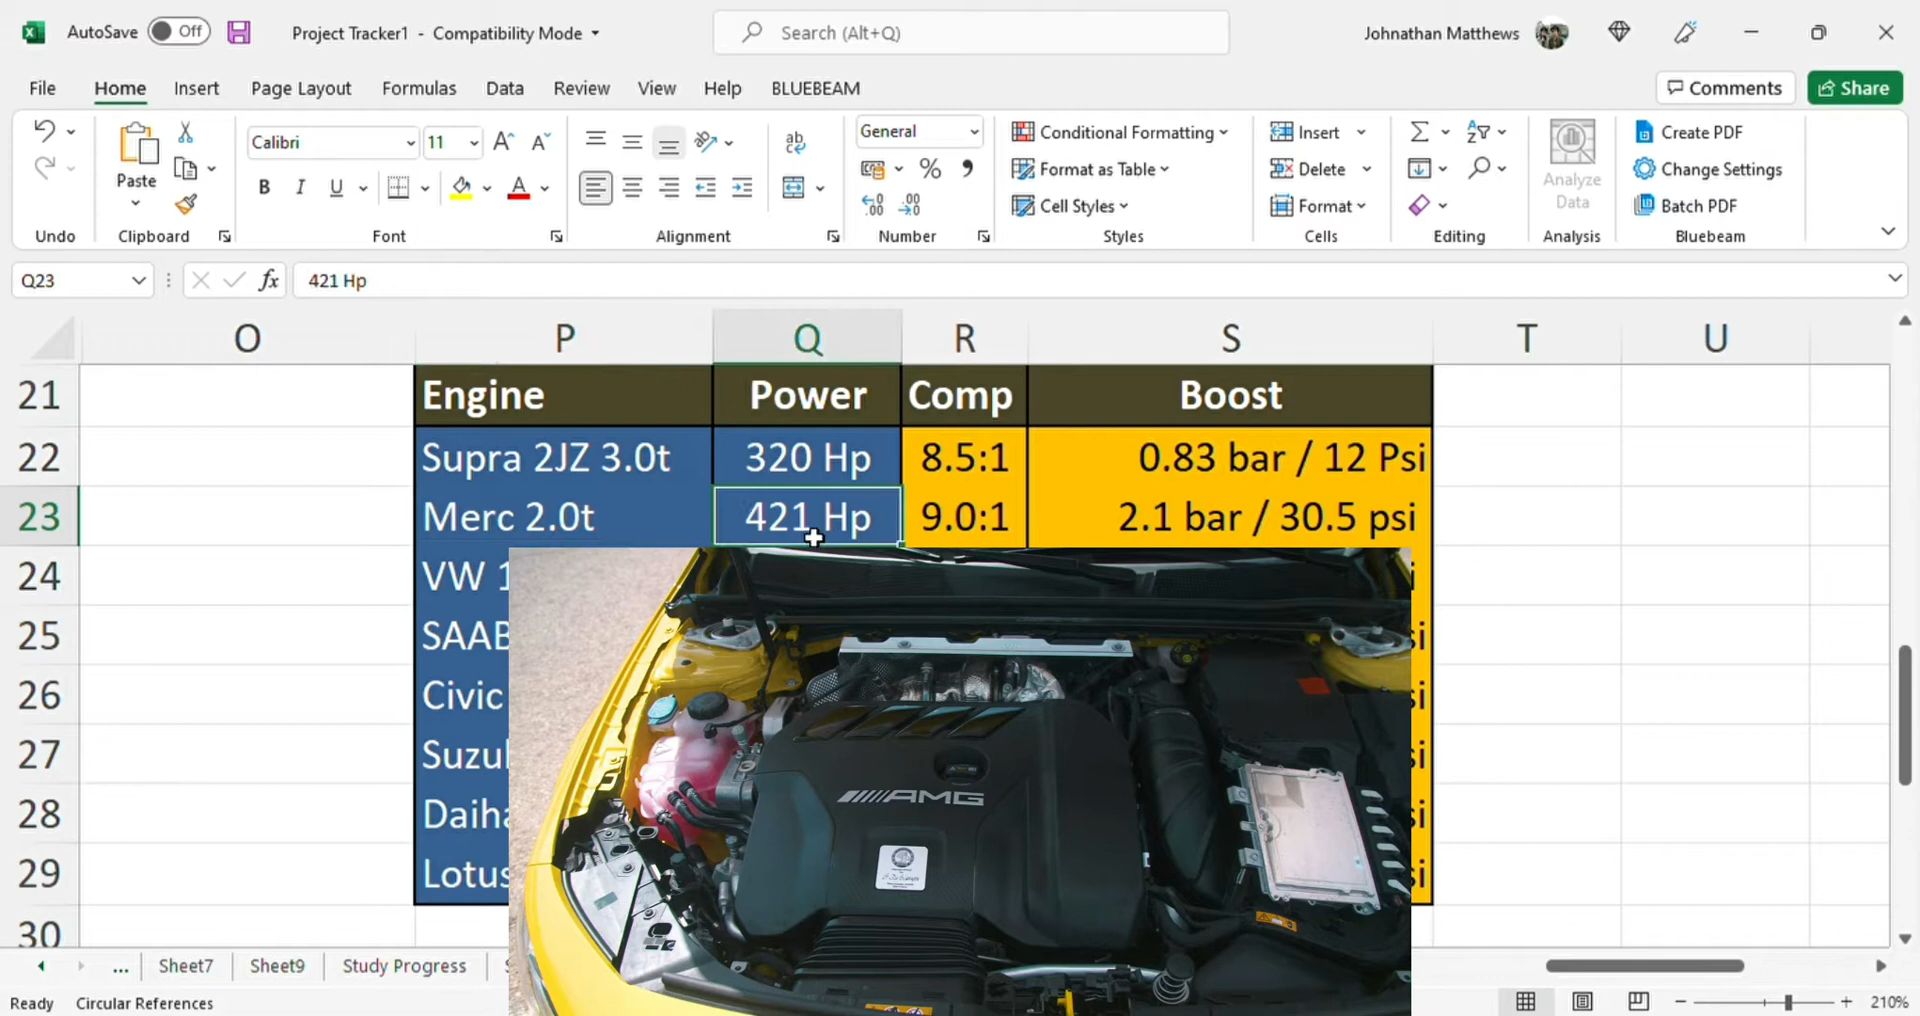 AutoSave Off Project Tracker1 - Compatibility Mode Search (Alt+Q) Johnathan Matthews
File Home Insert Page Layout Formulas Data Review View Help BLUEBEAM Comments Share
Calibri 11 General Conditional Formatting Insert Create PDF
Paste Format as Table Delete Analyze Data Change Settings
B I U A ab % Cell Styles Format Batch PDF
Undo Clipboard Font Alignment Number Styles Cells Editing Analysis Bluebeam
Q23 fx 421 Hp
O P Q R S T U
21 Engine Power Comp Boost
22 Supra 2JZ 3.0t 320 Hp 8.5:1 0.83 bar / 12 Psi
23 Merc 2.0t 421 Hp 9.0:1 2.1 bar / 30.5 psi
24 VW
25 SAAB
26 Civic
27
28 AMG
29 Lotus
30
... Sheet7 Sheet9 Study Progress
Ready Circular References 210%